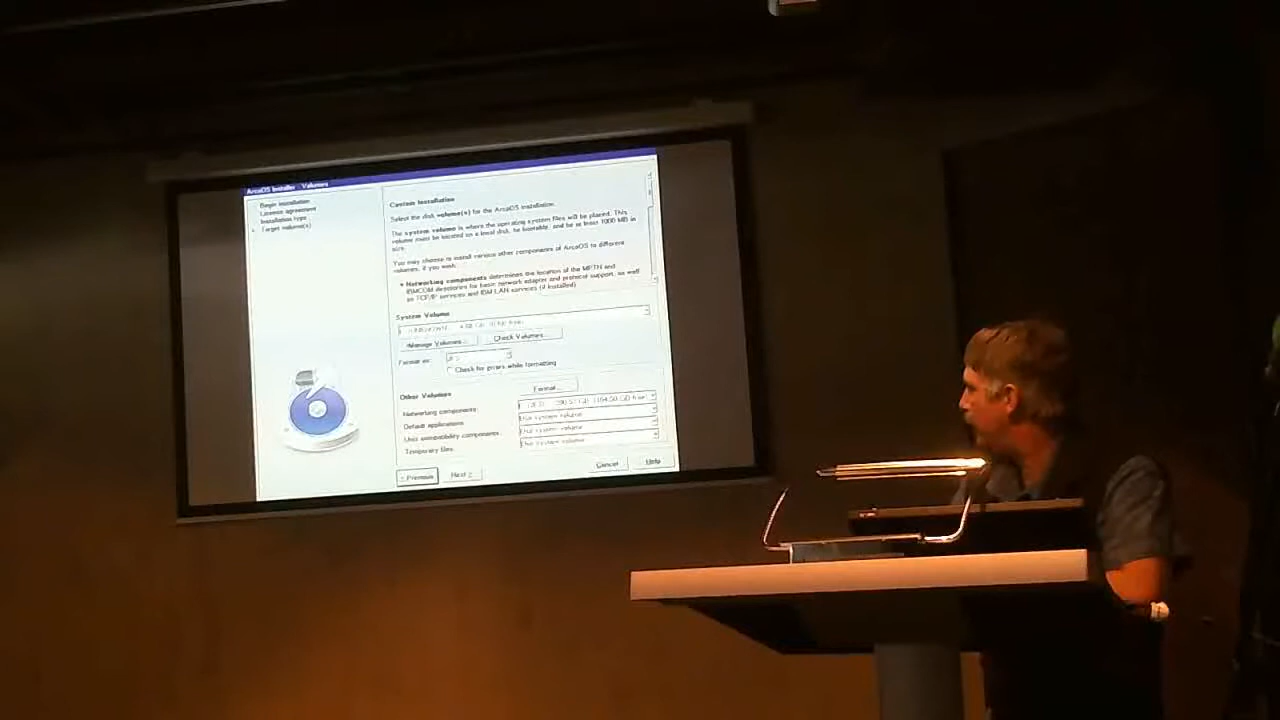 ArcaOS Installer - Volumes
Begin installation
License agreement
Installation type
Target volume(s)
Custom Installation
Select the disk volume(s) for the ArcaOS installation.
The system volume is where the operating system files will be placed. This
volume must be located on a local disk, be bootable, and be at least 1000 MB in
size.
You may choose to install various other components of ArcaOS to different
volumes, if you wish.
• Networking components determines the location of the MPTN and
IBMCOM directories for basic network adapter and protocol support, as well
as TCP/IP services and IBM LAN services (if installed)
System Volume
Manage Volumes...
Check Volumes...
Format as:
JFS
Check for errors while formatting
Other Volumes
Format...
Networking components:
Default applications:
Use system volume
Unix compatibility components:
Use system volume
Temporary files:
Use system volume
< Previous
Next >
Cancel
Help